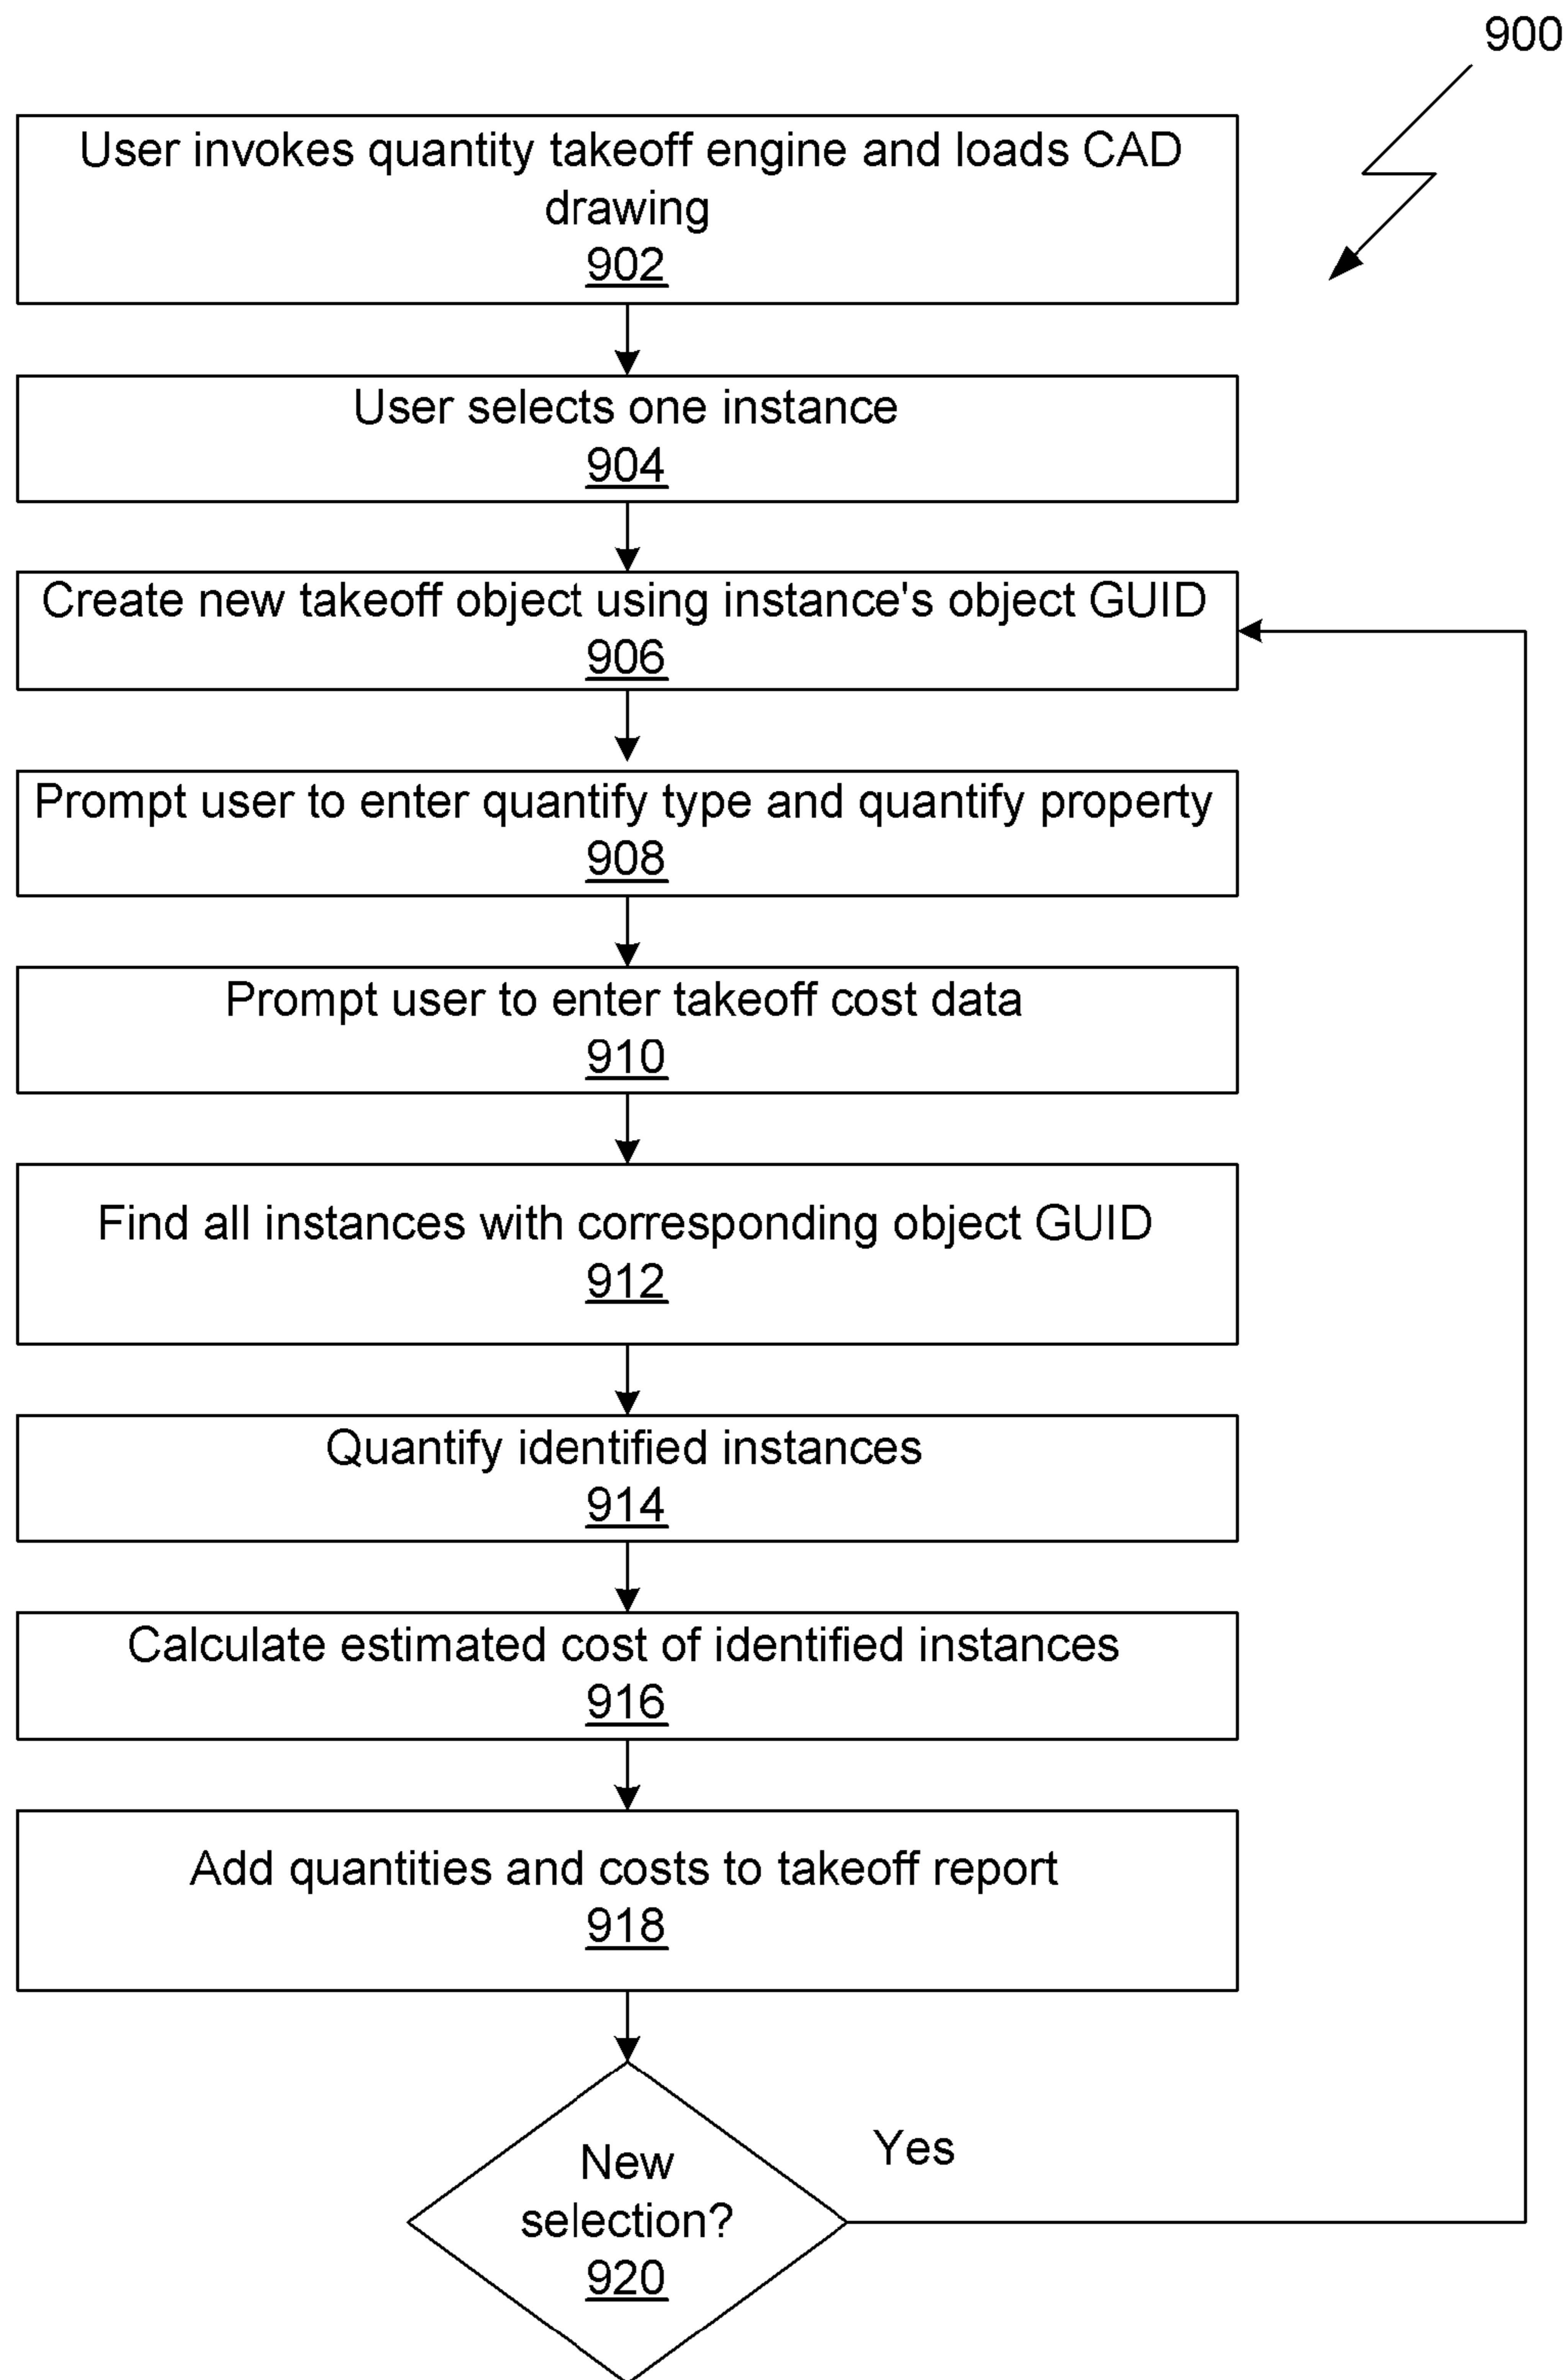 900
User invokes quantity takeoff engine and loads CAD
drawing
902
User selects one instance
904
Create new takeoff object using instance's object GUID
906
Prompt user to enter quantify type and quantify property
908
Prompt user to enter takeoff cost data
910
Find all instances with corresponding object GUID
912
Quantify identified instances
914
Calculate estimated cost of identified instances
916
Add quantities and costs to takeoff report
918
Yes
New
selection?
920